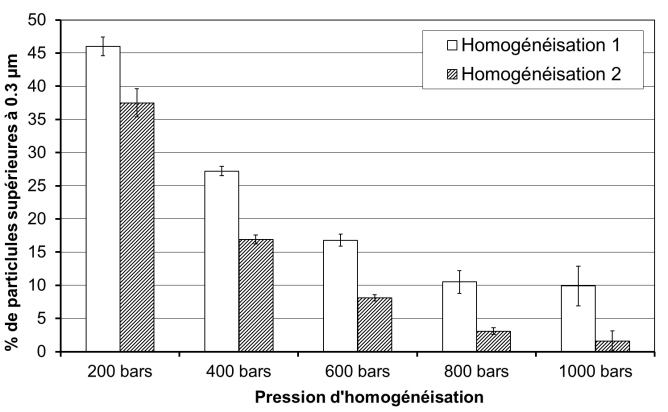 % de particlules supérieures à 0.3 µm
50
45
40
35
30
25
20
15
10
5
0
Homogénéisation 1
Homogénéisation 2
200 bars
400 bars
600 bars
800 bars
1000 bars
Pression d'homogénéisation